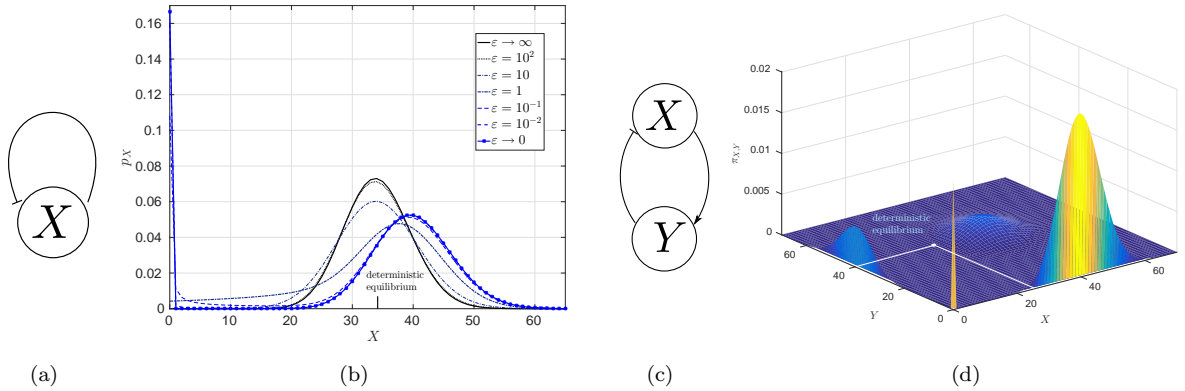 X
(a)
0.16
0.14
0.12
0.1
0.08
0.06
0.04
0.02
0
p_X
0 10 20 30 40 50 60
X
ε → ∞
ε = 10²
ε = 10
ε = 1
ε = 10⁻¹
ε = 10⁻²
ε → 0
deterministic
equilibrium
(b)
X
Y
(c)
0.02
0.015
0.01
0.005
0
π_{X,Y}
deterministic
equilibrium
60
40
20
0
Y
0
20
40
60
X
(d)